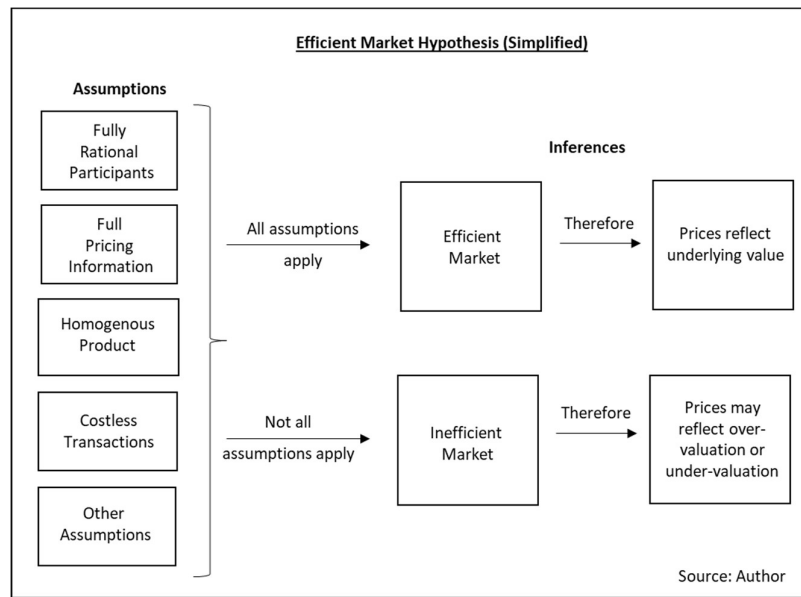 Efficient Market Hypothesis (Simplified)
Assumptions
Fully
Rational
Participants
Full
Pricing
Information
Homogenous
Product
Costless
Transactions
Other
Assumptions
All assumptions
apply
Not all
assumptions apply
Inferences
Efficient
Market
Therefore
Prices reflect
underlying value
Inefficient
Market
Therefore
Prices may
reflect over-
valuation or
under-valuation
Source: Author